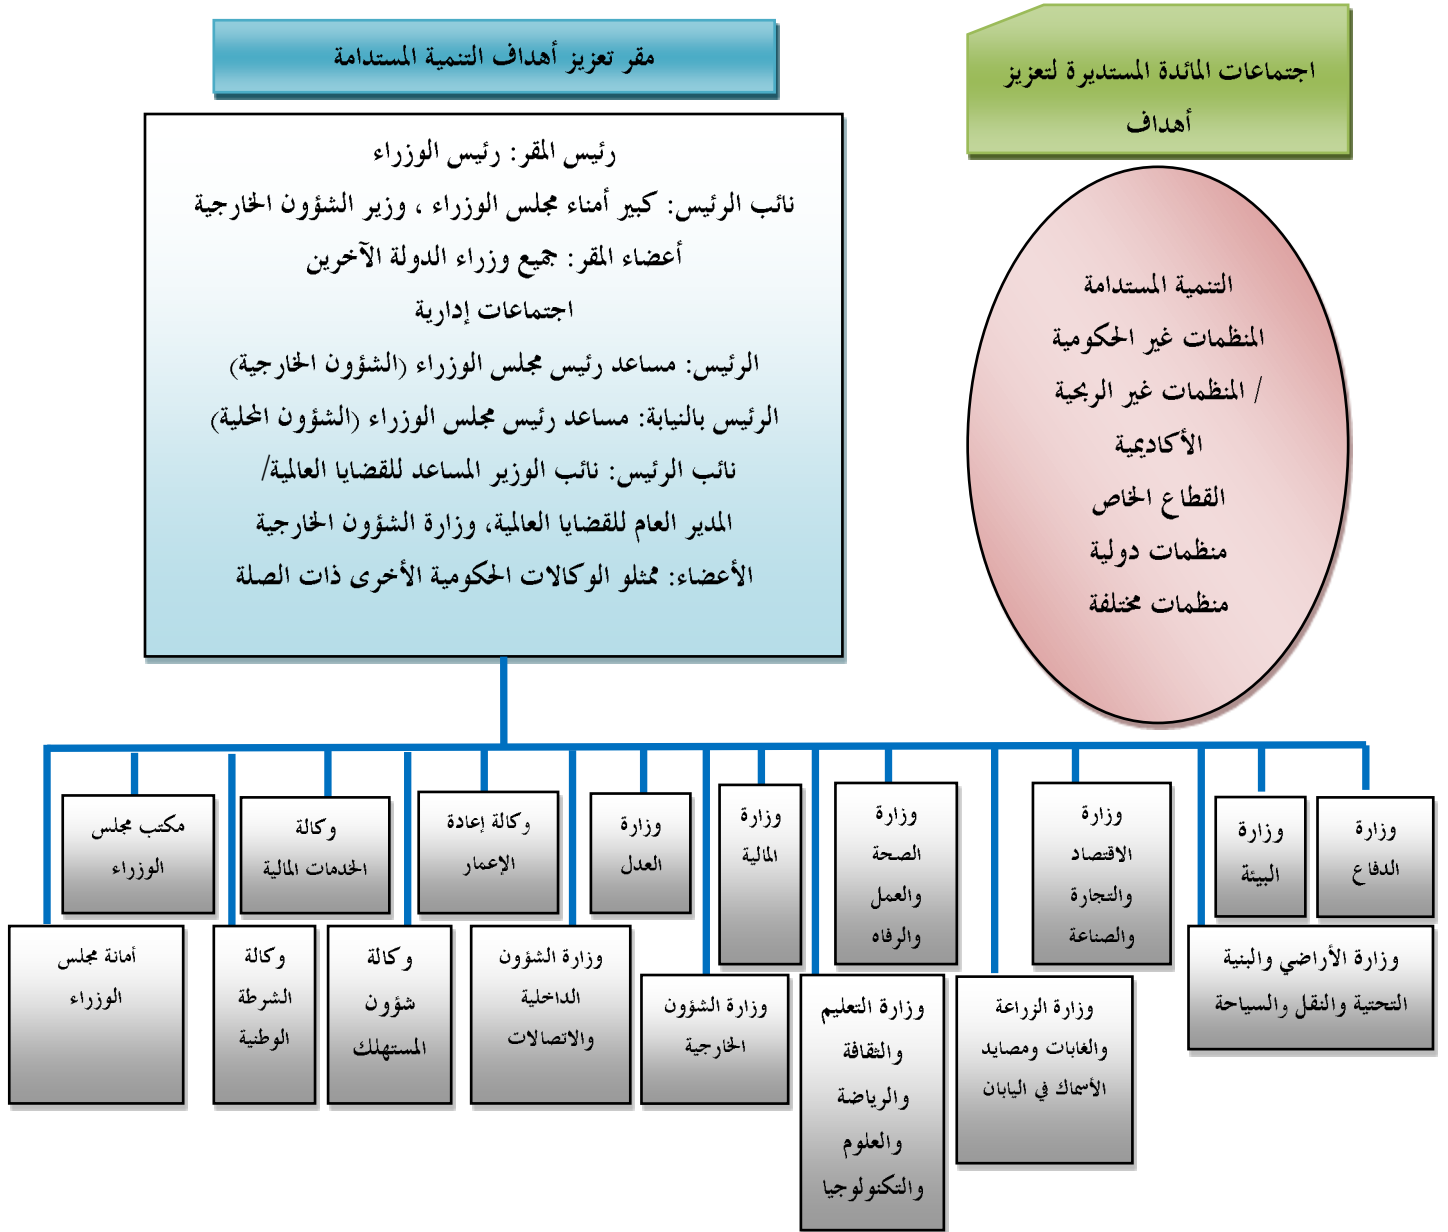 اجتماعات المائدة المستديرة لتعزيز
أهداف
التنمية المستدامة
المنظمات غير الحكومية
/ المنظمات غير الربحية
الأكاديمية
القطاع الخاص
منظمات دولية
منظمات مختلفة
مقر تعزيز أهداف التنمية المستدامة
رئيس المقر: رئيس الوزراء
نائب الرئيس: كبير أمناء مجلس الوزراء ، وزير الشؤون الخارجية
أعضاء المقر: جميع وزراء الدولة الآخرين
اجتماعات إدارية
الرئيس: مساعد رئيس مجلس الوزراء (الشؤون الخارجية)
الرئيس بالنيابة: مساعد رئيس مجلس الوزراء (الشؤون المحلية)
نائب الرئيس: نائب الوزير المساعد للقضايا العالمية/
المدير العام للقضايا العالمية، وزارة الشؤون الخارجية
الأعضاء: ممثلو الوكالات الحكومية الأخرى ذات الصلة
وزارة
الدفاع
وزارة
البيئة
وزارة
الاقتصاد
والتجارة
والصناعة
وزارة
الصحة
والعمل
والرفاه
وزارة
المالية
وزارة
العدل
وكالة إعادة
الإعمار
وكالة
الخدمات المالية
مكتب مجلس
الوزراء
وزارة الأراضي والبنية
التحتية والنقل والسياحة
وزارة الزراعة
والغابات ومصايد
الأسماك في اليابان
وزارة التعليم
والثقافة
والرياضة
والعلوم
والتكنولوجيا
وزارة الشؤون
الخارجية
وزارة الشؤون
الداخلية
والاتصالات
وكالة
شؤون
المستهلك
وكالة
الشرطة
الوطنية
أمانة مجلس
الوزراء